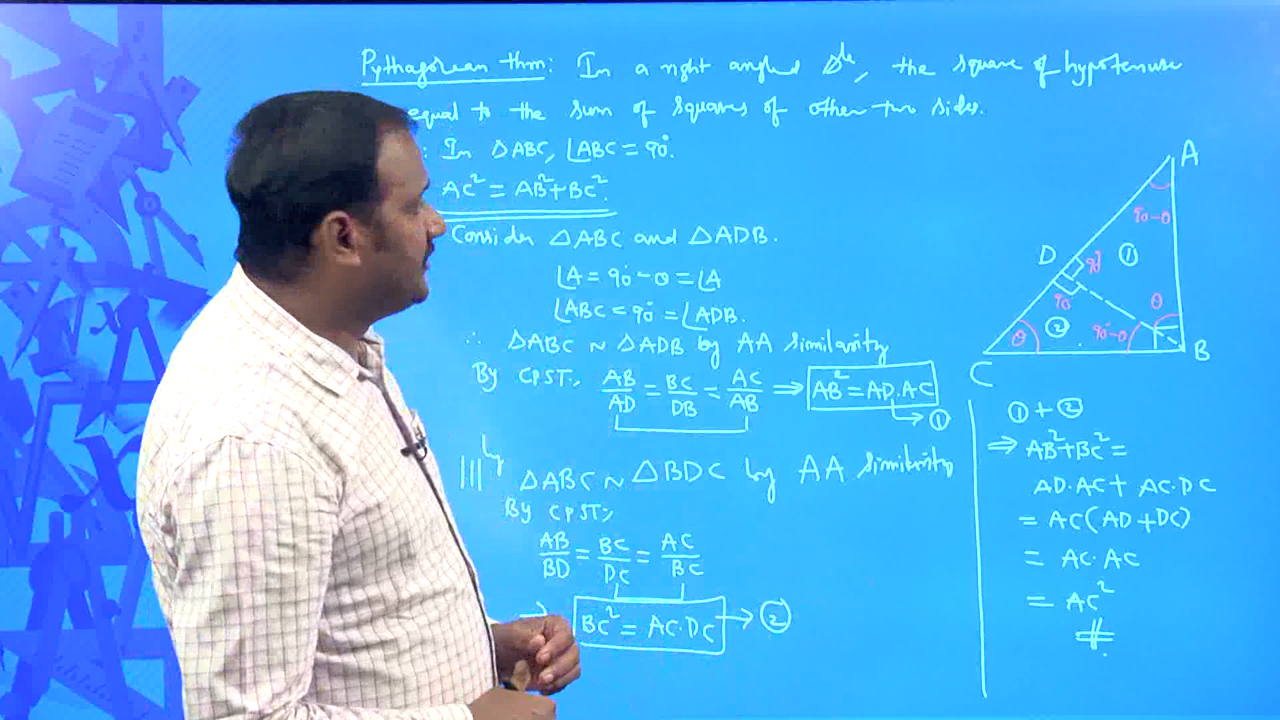 Pythagorean thm: In a right angled Δle, the square of hypotenuse
equal to the sum of squares of other two sides.
: In ΔABC, ∠ABC = 90°.
AC² = AB² + BC².
Consider ΔABC and ΔADB.
∠A = 90° - θ = ∠A
∠ABC = 90° = ∠ADB.
∴ ΔABC ~ ΔADB by AA similarity
By CPST, AB/AD = BC/DB = AC/AB ⇒ AB² = AD.AC
→ ①
|||ly ΔABC ~ ΔBDC by AA similarity
By CPST,
AB/BD = BC/DC = AC/BC
→ BC² = AC.DC → ②
A
90-θ
D
90°
①
90
②
θ
90°-θ
θ
B
C
① + ②
⇒ AB² + BC² =
AD.AC + AC.DC
= AC(AD + DC)
= AC.AC
= AC²